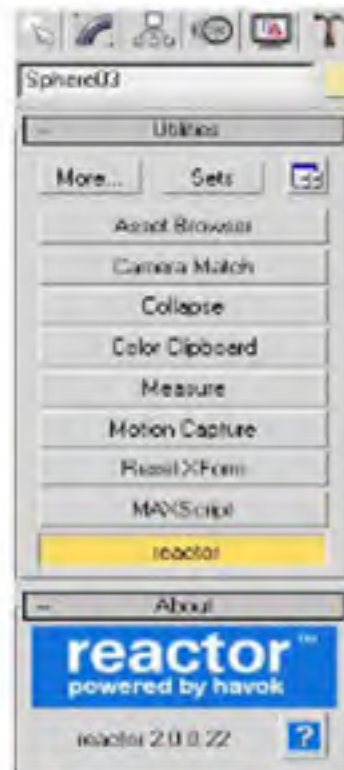 Sphere03
Utilities
More... Sets
Asset Browser
Camera Match
Collapse
Color Clipboard
Measure
Motion Capture
Reset XForm
MAXScript
reactor
About
reactor™
powered by havok
reactor 2.0.0.22 ?